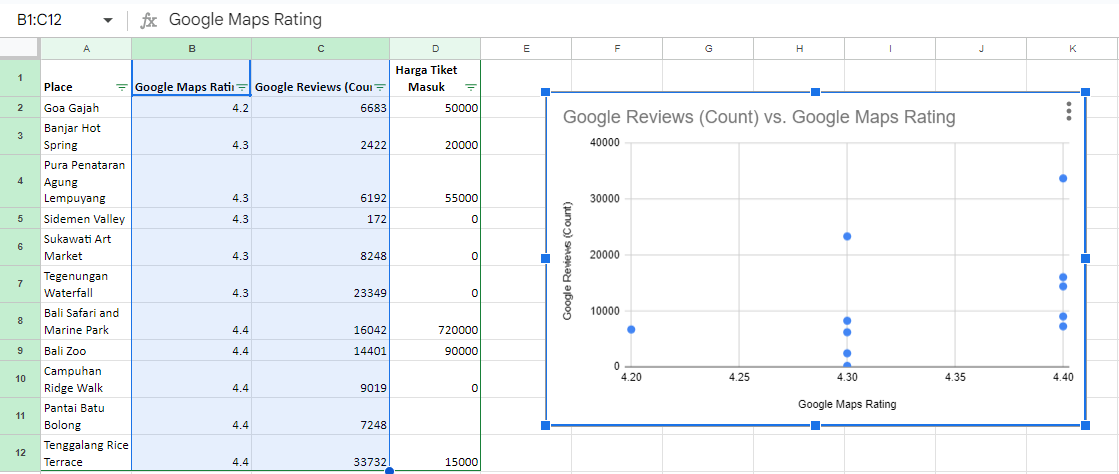 B1:C12 fx Google Maps Rating
A B C D E F G H I J K
1 Place Google Maps Rati Google Reviews (Cou Harga Tiket
Masuk
2 Goa Gajah 4.2 6683 50000
3 Banjar Hot
Spring 4.3 2422 20000
4 Pura Penataran
Agung
Lempuyang 4.3 6192 55000
5 Sidemen Valley 4.3 172 0
6 Sukawati Art
Market 4.3 8248 0
7 Tegenungan
Waterfall 4.3 23349 0
8 Bali Safari and
Marine Park 4.4 16042 720000
9 Bali Zoo 4.4 14401 90000
10 Campuhan
Ridge Walk 4.4 9019 0
11 Pantai Batu
Bolong 4.4 7248
12 Tenggalang Rice
Terrace 4.4 33732 15000
Google Reviews (Count) vs. Google Maps Rating
40000
30000
20000
10000
0
Google Reviews (Count)
4.20 4.25 4.30 4.35 4.40
Google Maps Rating